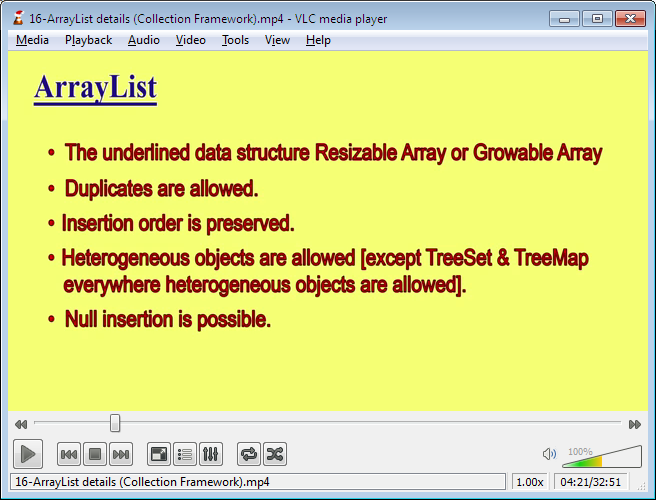 16-ArrayList details (Collection Framework).mp4 - VLC media player
Media Playback Audio Video Tools View Help
ArrayList
• The underlined data structure Resizable Array or Growable Array
• Duplicates are allowed.
• Insertion order is preserved.
• Heterogeneous objects are allowed [except TreeSet & TreeMap
everywhere heterogeneous objects are allowed].
• Null insertion is possible.
100%
16-ArrayList details (Collection Framework).mp4 1.00x 04:21/32:51